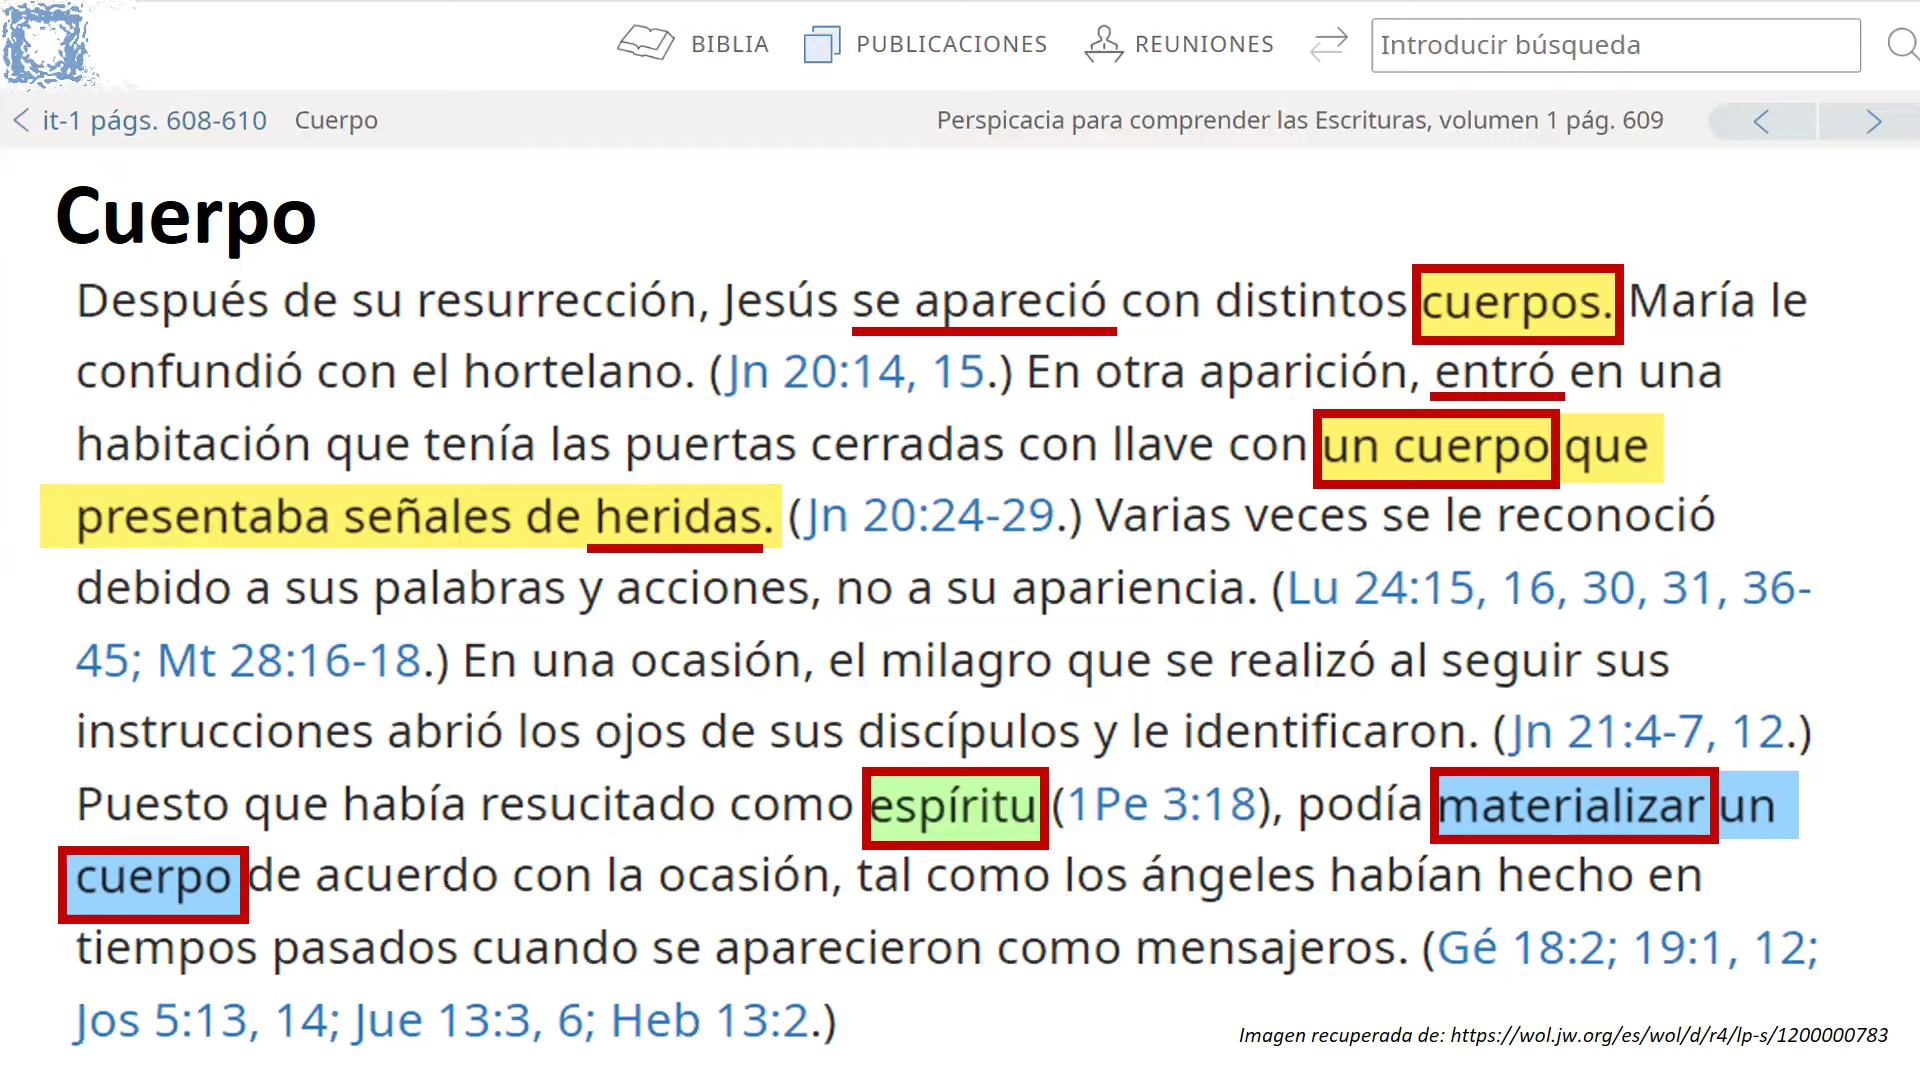 BIBLIA PUBLICACIONES REUNIONES Introducir búsqueda
it-1 págs. 608-610 Cuerpo Perspicacia para comprender las Escrituras, volumen 1 pág. 609
Cuerpo
Después de su resurrección, Jesús se apareció con distintos cuerpos. María le
confundió con el hortelano. (Jn 20:14, 15.) En otra aparición, entró en una
habitación que tenía las puertas cerradas con llave con un cuerpo que
presentaba señales de heridas. (Jn 20:24-29.) Varias veces se le reconoció
debido a sus palabras y acciones, no a su apariencia. (Lu 24:15, 16, 30, 31, 36-
45; Mt 28:16-18.) En una ocasión, el milagro que se realizó al seguir sus
instrucciones abrió los ojos de sus discípulos y le identificaron. (Jn 21:4-7, 12.)
Puesto que había resucitado como espíritu (1Pe 3:18), podía materializar un
cuerpo de acuerdo con la ocasión, tal como los ángeles habían hecho en
tiempos pasados cuando se aparecieron como mensajeros. (Gé 18:2; 19:1, 12;
Jos 5:13, 14; Jue 13:3, 6; Heb 13:2.)
Imagen recuperada de: https://wol.jw.org/es/wol/d/r4/lp-s/1200000783